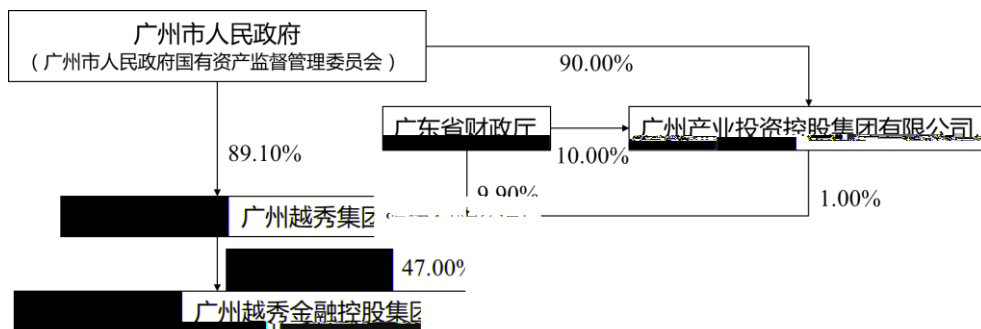 广州市人民政府
（广州市人民政府国有资产监督管理委员会）
90.00%
广东省财政厅
广州产业投资控股集团有限公司
89.10%
10.00%
9.90%
1.00%
广州越秀集团
47.00%
广州越秀金融控股集团